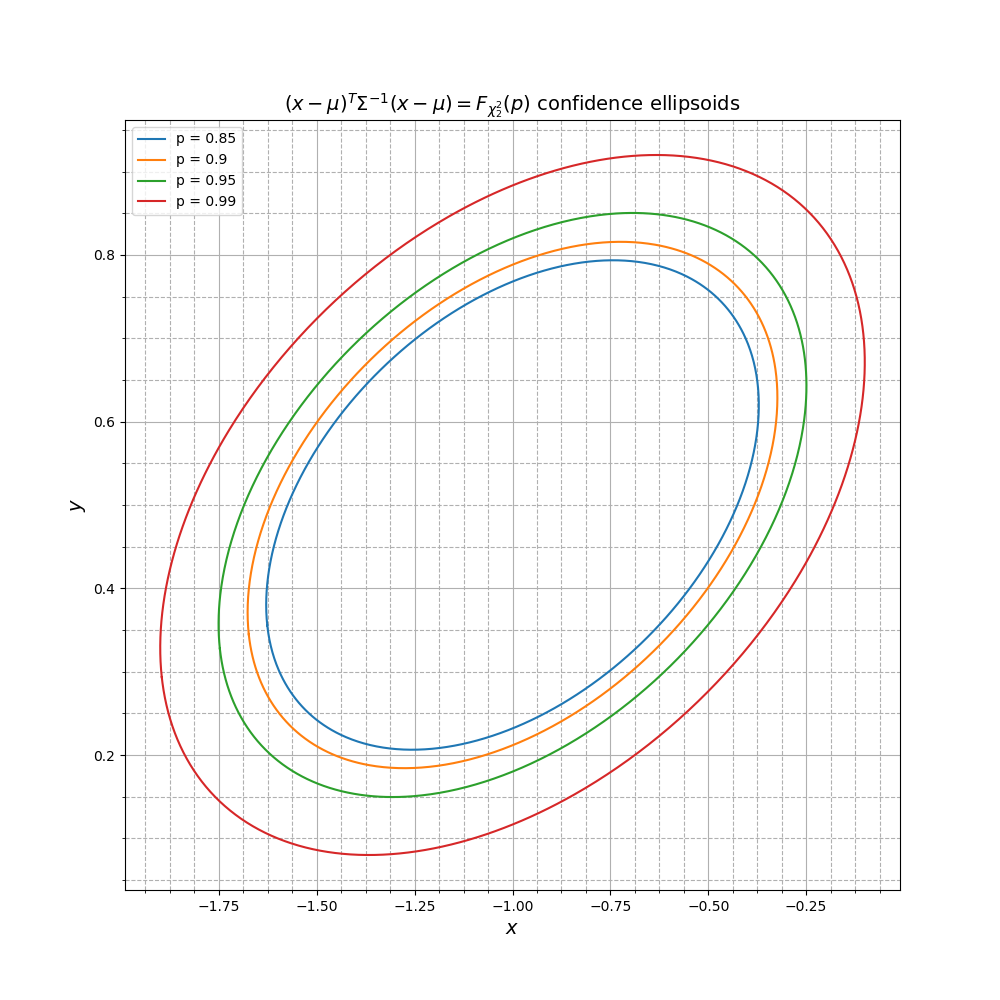 (x − μ)ᵀΣ⁻¹(x − μ) = F_{χ₂²}(p) confidence ellipsoids
p = 0.85
p = 0.9
p = 0.95
p = 0.99
0.8
0.6
0.4
0.2
y
−1.75 −1.50 −1.25 −1.00 −0.75 −0.50 −0.25
x